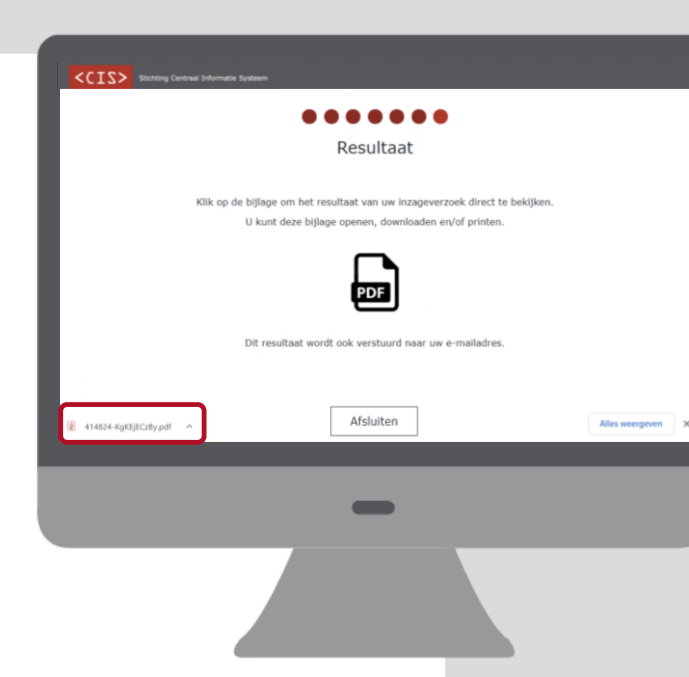 <CIS> Stichting Centraal Informatie Systeem
Resultaat
Klik op de bijlage om het resultaat van uw inzageverzoek direct te bekijken.
U kunt deze bijlage openen, downloaden en/of printen.
PDF
Dit resultaat wordt ook verstuurd naar uw e-mailadres.
Afsluiten
414824-KgKEjECzBy.pdf
Alles weergeven